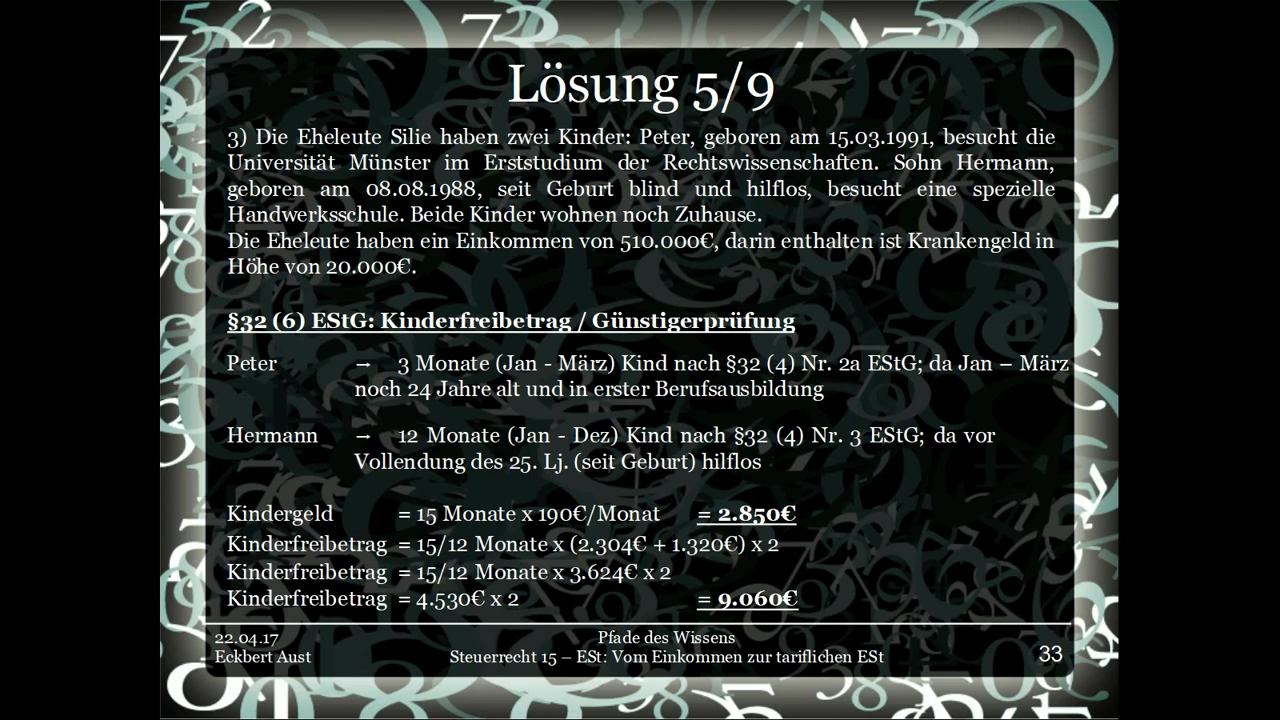 Lösung 5/9
3) Die Eheleute Silie haben zwei Kinder: Peter, geboren am 15.03.1991, besucht die
Universität Münster im Erststudium der Rechtswissenschaften. Sohn Hermann,
geboren am 08.08.1988, seit Geburt blind und hilflos, besucht eine spezielle
Handwerksschule. Beide Kinder wohnen noch Zuhause.
Die Eheleute haben ein Einkommen von 510.000€, darin enthalten ist Krankengeld in
Höhe von 20.000€.
§32 (6) EStG: Kinderfreibetrag / Günstigerprüfung
Peter → 3 Monate (Jan - März) Kind nach §32 (4) Nr. 2a EStG; da Jan – März
noch 24 Jahre alt und in erster Berufsausbildung
Hermann → 12 Monate (Jan - Dez) Kind nach §32 (4) Nr. 3 EStG; da vor
Vollendung des 25. Lj. (seit Geburt) hilflos
Kindergeld = 15 Monate x 190€/Monat = 2.850€
Kinderfreibetrag = 15/12 Monate x (2.304€ + 1.320€) x 2
Kinderfreibetrag = 15/12 Monate x 3.624€ x 2
Kinderfreibetrag = 4.530€ x 2 = 9.060€
22.04.17 Pfade des Wissens
Eckbert Aust Steuerrecht 15 – ESt: Vom Einkommen zur tariflichen ESt 33